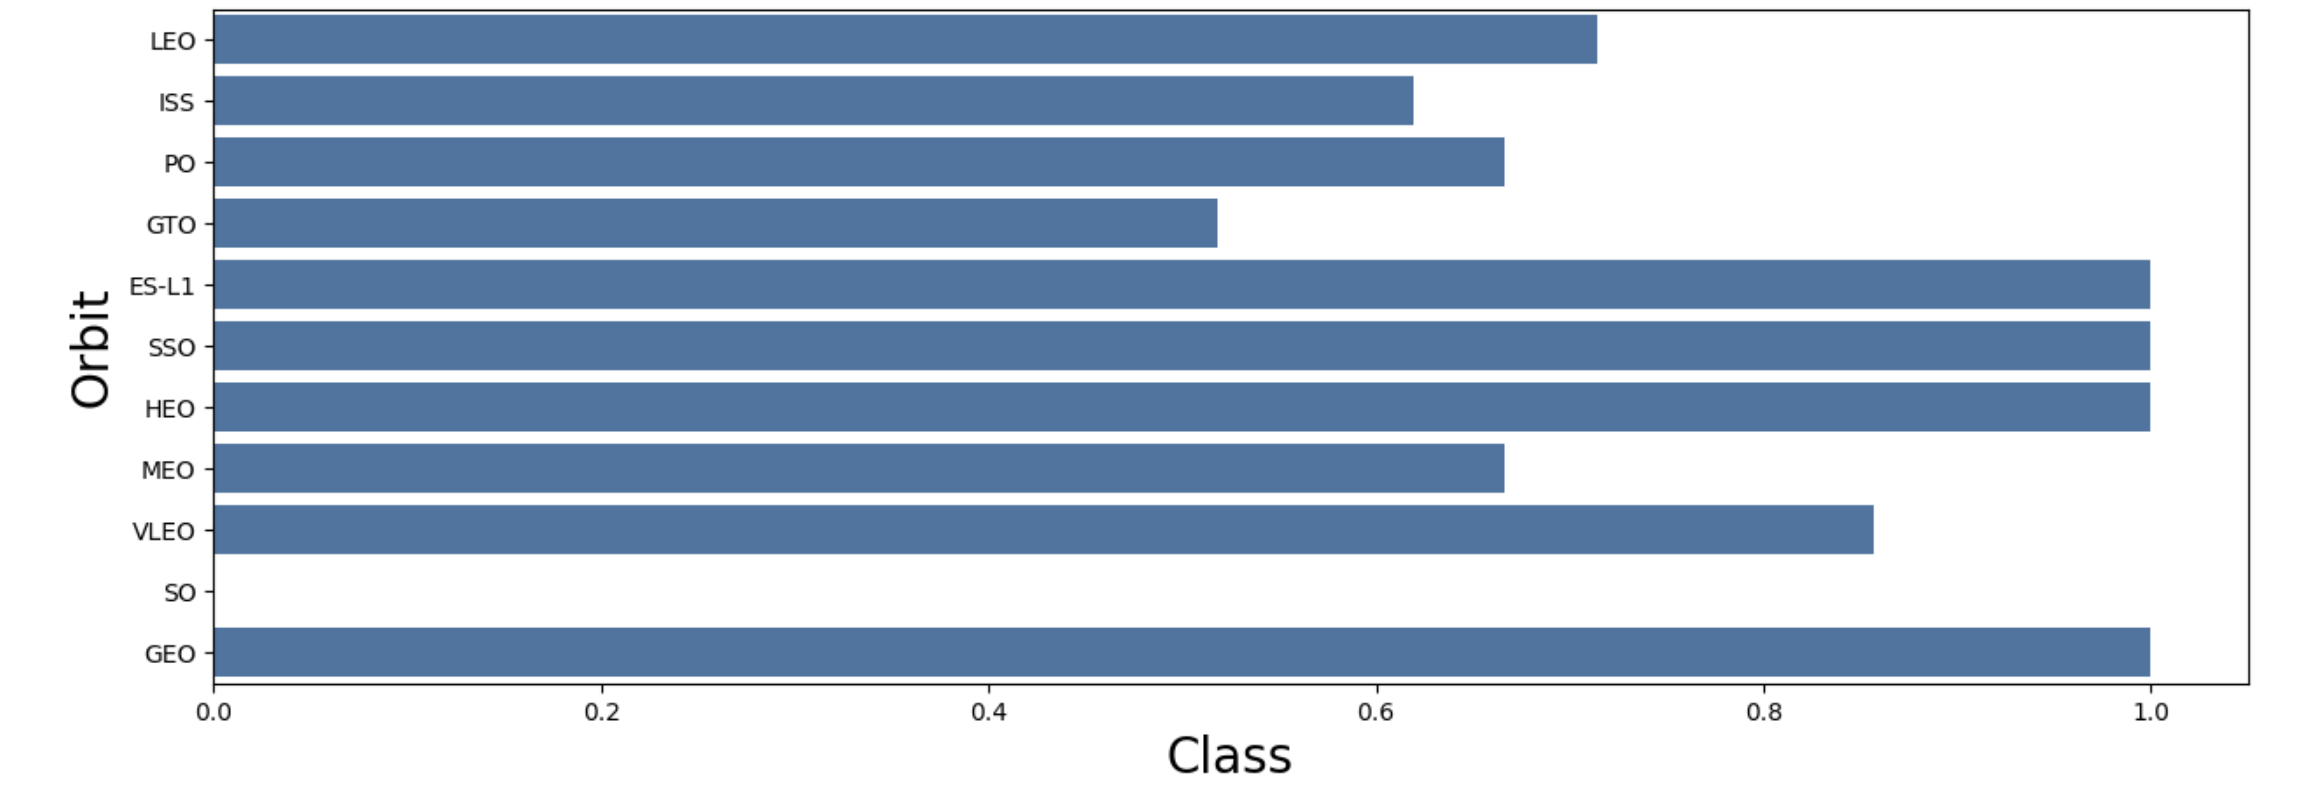 LEO
ISS
PO
GTO
ES-L1
SSO
HEO
MEO
VLEO
SO
GEO
Orbit
0.0 0.2 0.4 0.6 0.8 1.0
Class